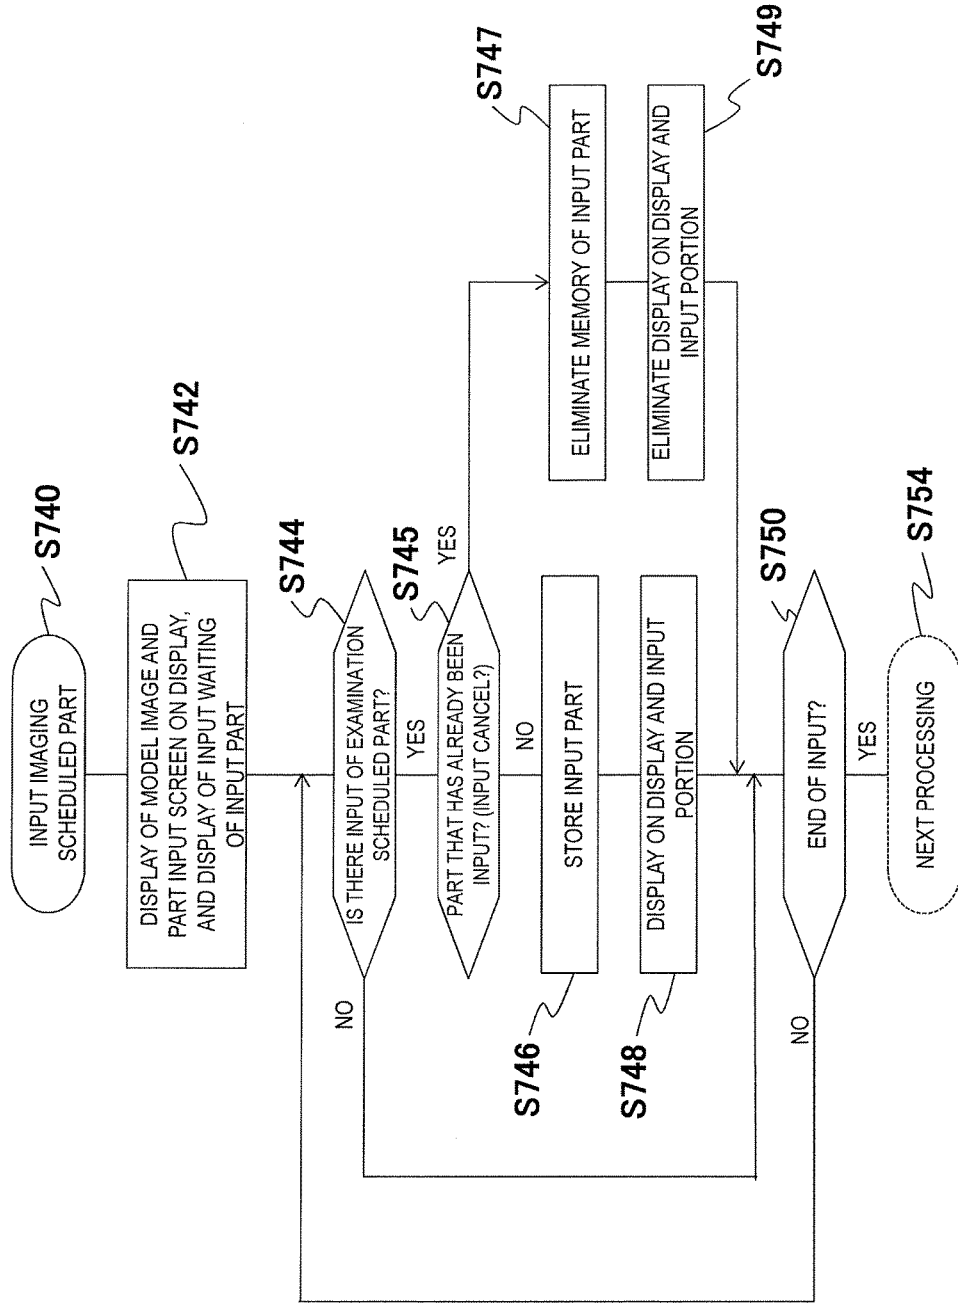 INPUT IMAGING
SCHEDULED PART
S740
DISPLAY OF MODEL IMAGE AND
PART INPUT SCREEN ON DISPLAY,
AND DISPLAY OF INPUT WAITING
OF INPUT PART
S742
IS THERE INPUT OF EXAMINATION
SCHEDULED PART?
S744
NO
YES
PART THAT HAS ALREADY BEEN
INPUT? (INPUT CANCEL?)
S745
YES
NO
STORE INPUT PART
S746
ELIMINATE MEMORY OF INPUT PART
S747
DISPLAY ON DISPLAY AND INPUT
PORTION
S748
ELIMINATE DISPLAY ON DISPLAY AND
INPUT PORTION
S749
END OF INPUT?
S750
NO
YES
NEXT PROCESSING
S754